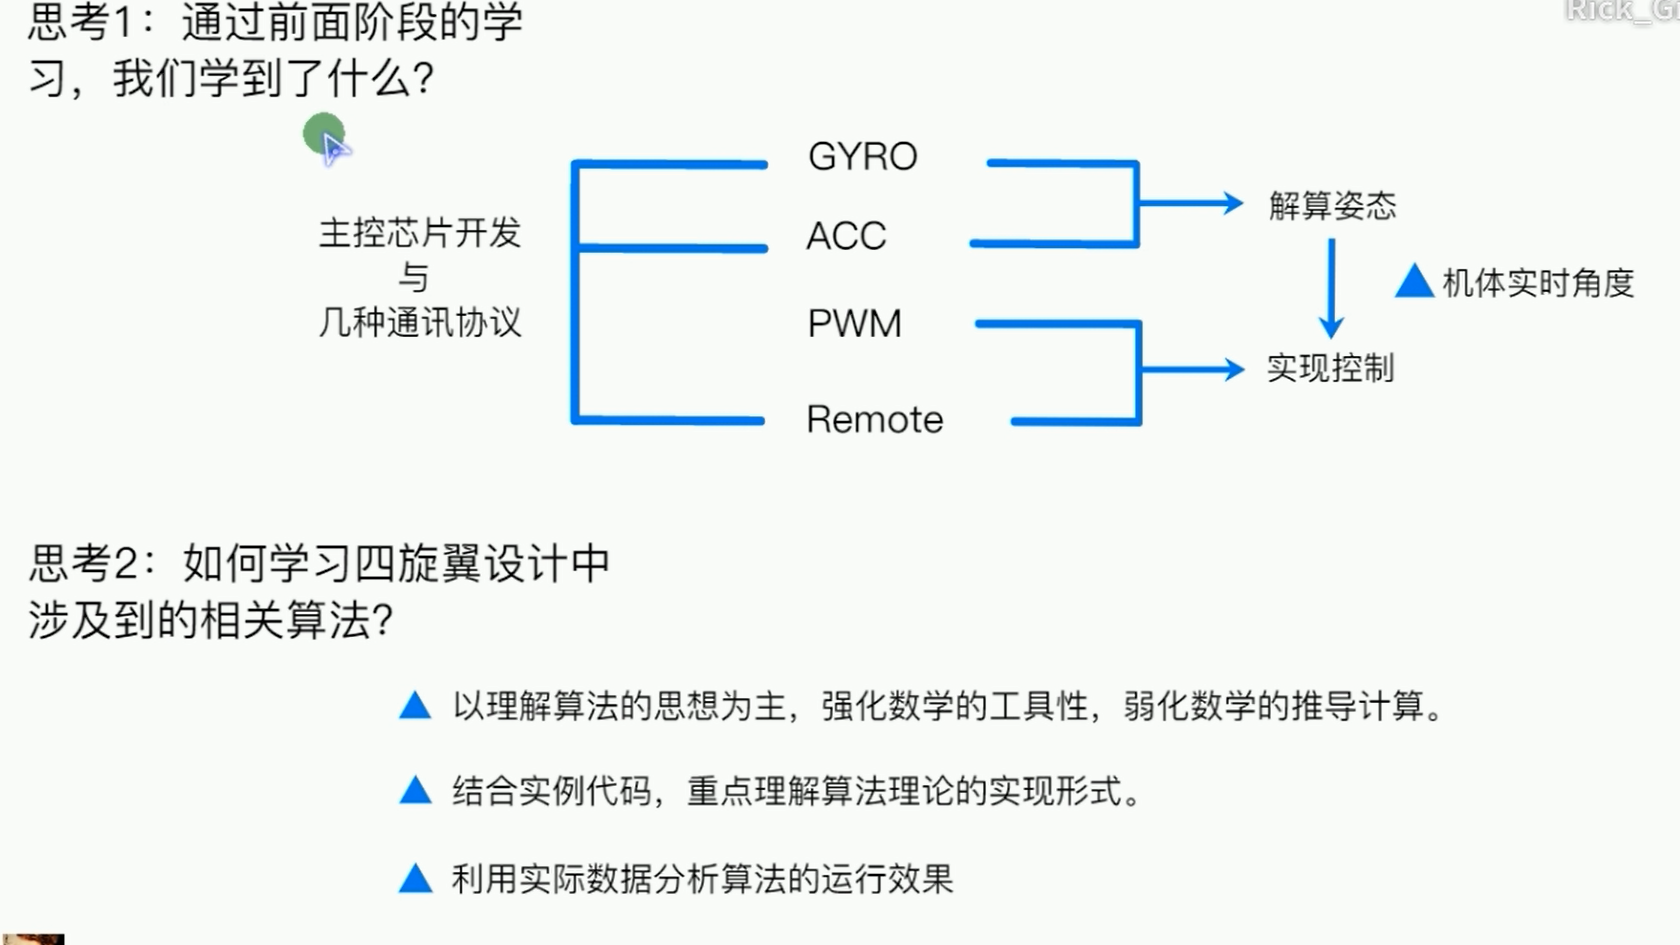 Rick_G
思考1：通过前面阶段的学
习，我们学到了什么？
GYRO
解算姿态
主控芯片开发
ACC
与
机体实时角度
几种通讯协议
PWM
实现控制
Remote
思考2：如何学习四旋翼设计中
涉及到的相关算法？
以理解算法的思想为主，强化数学的工具性，弱化数学的推导计算。
结合实例代码，重点理解算法理论的实现形式。
利用实际数据分析算法的运行效果